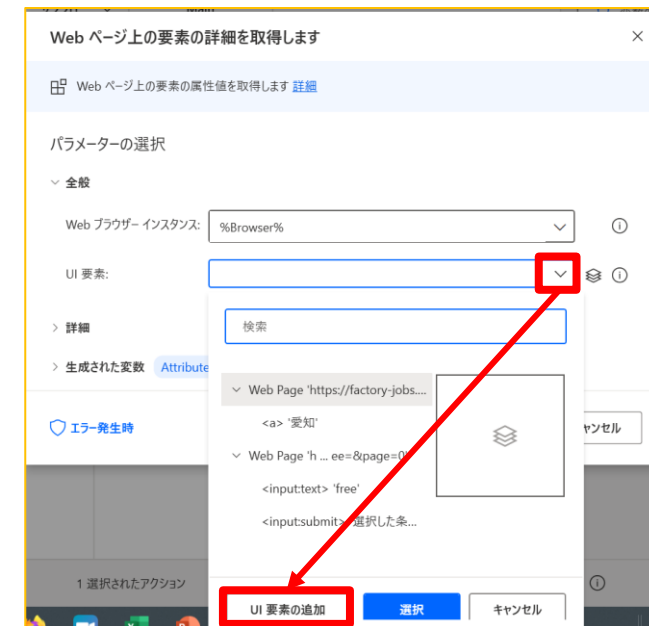 Main
Web ページ上の要素の詳細を取得します
Web ページ上の要素の属性値を取得します 詳細
パラメーターの選択
全般
Web ブラウザー インスタンス:
%Browser%
UI 要素:
検索
詳細
生成された変数 Attribute
Web Page 'https://factory-jobs....
<a> '愛知'
エラー発生時
ャンセル
Web Page 'h ... ee=&page=0'
<input:text> 'free'
<input:submit> '選択した条...
1 選択されたアクション
UI 要素の追加
選択
キャンセル